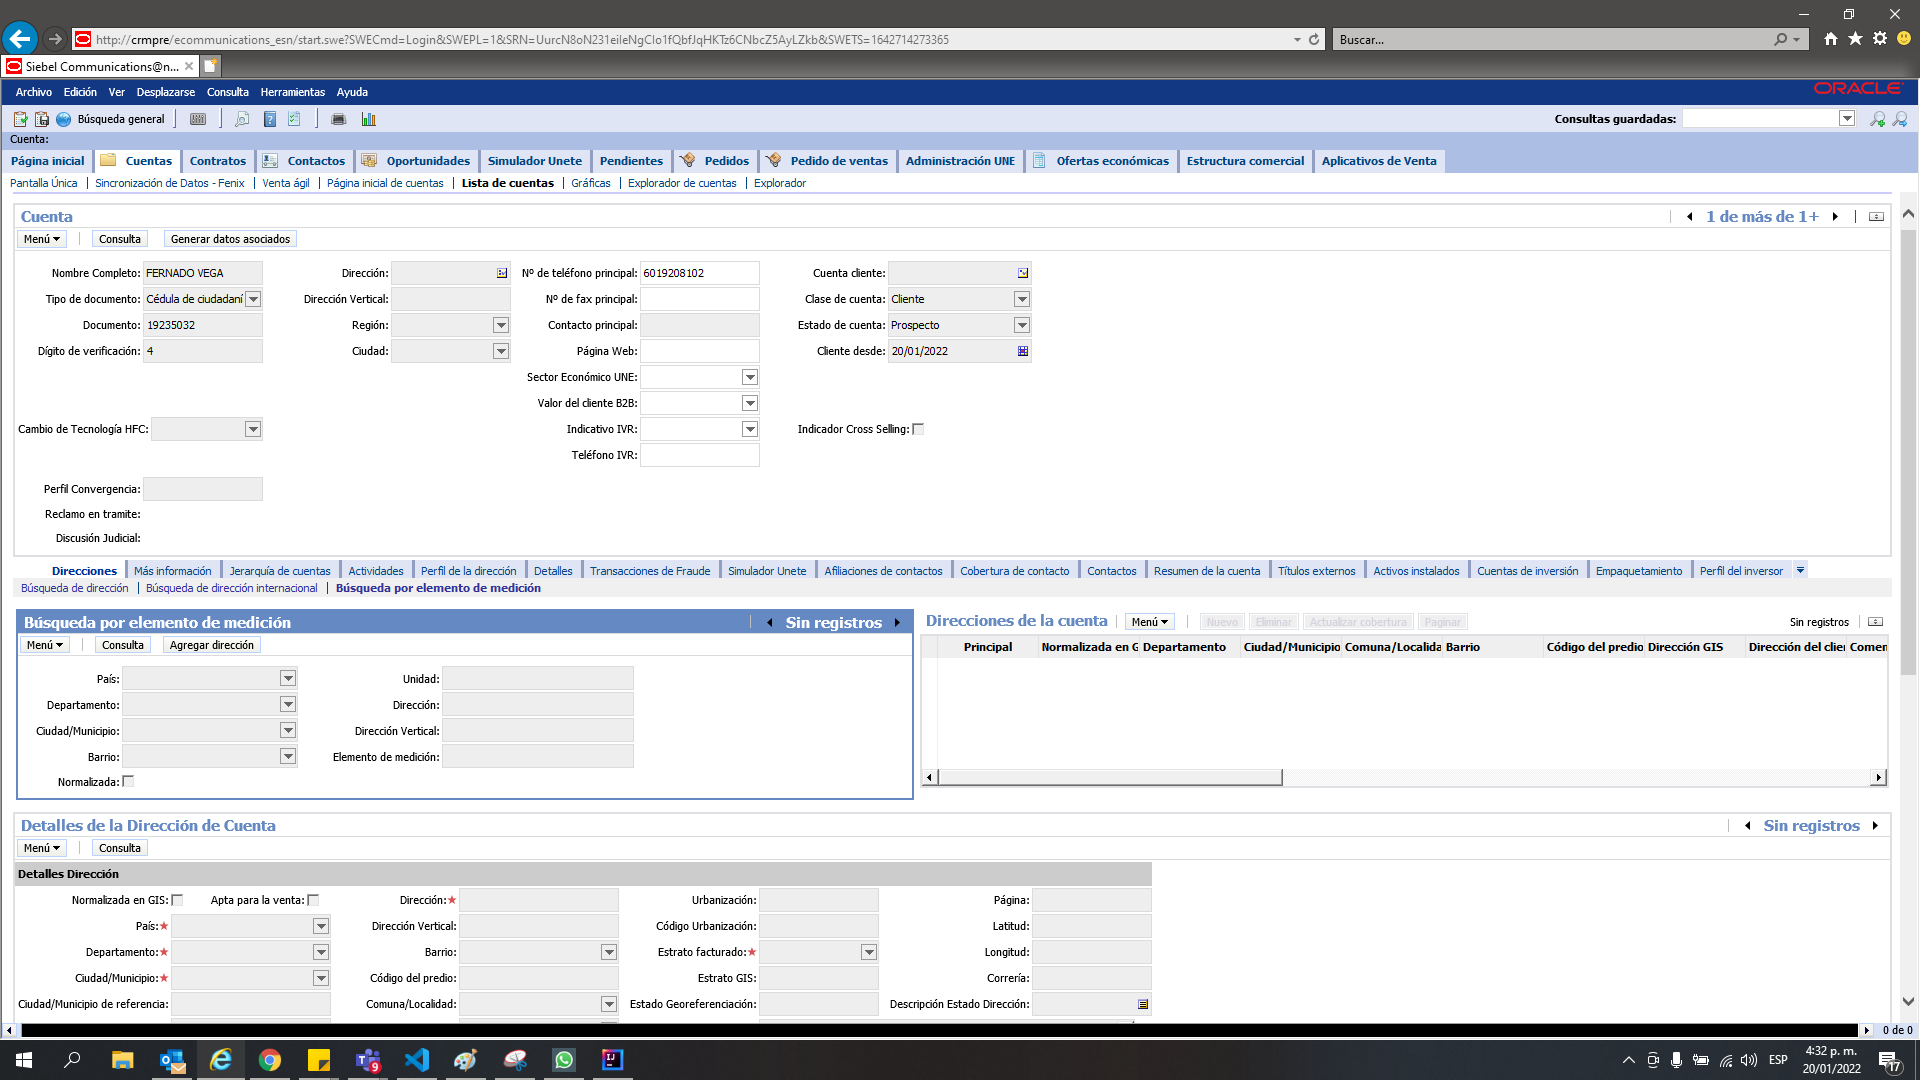 http://crmpre/ecommunications_esn/start.swe?SWECmd=Login&SWEPL=1&SRN=UurcN8oN231eileNgClo1fQbfJqHKTz6CNbcZ5AyLZkb&SWETS=1642714273365
Buscar...
Siebel Communications@n...
Archivo Edición Ver Desplazarse Consulta Herramientas Ayuda
ORACLE
Búsqueda general
Consultas guardadas:
Cuenta:
Página inicial Cuentas Contratos Contactos Oportunidades Simulador Unete Pendientes Pedidos Pedido de ventas Administración UNE Ofertas económicas Estructura comercial Aplicativos de Venta
Pantalla Única Sincronización de Datos - Fenix Venta ágil Página inicial de cuentas Lista de cuentas Gráficas Explorador de cuentas Explorador
Cuenta
1 de más de 1+
Menú Consulta Generar datos asociados
Nombre Completo: FERNADO VEGA Dirección: Nº de teléfono principal: 6019208102 Cuenta cliente:
Tipo de documento: Cédula de ciudadaní Dirección Vertical: Nº de fax principal: Clase de cuenta: Cliente
Documento: 19235032 Región: Contacto principal: Estado de cuenta: Prospecto
Dígito de verificación: 4 Ciudad: Página Web: Cliente desde: 20/01/2022
Sector Económico UNE:
Valor del cliente B2B:
Cambio de Tecnología HFC: Indicativo IVR: Indicador Cross Selling:
Teléfono IVR:
Perfil Convergencia:
Reclamo en tramite:
Discusión Judicial:
Direcciones Más información Jerarquía de cuentas Actividades Perfil de la dirección Detalles Transacciones de Fraude Simulador Unete Afiliaciones de contactos Cobertura de contacto Contactos Resumen de la cuenta Títulos externos Activos instalados Cuentas de inversión Empaquetamiento Perfil del inversor
Búsqueda de dirección Búsqueda de dirección internacional Búsqueda por elemento de medición
Búsqueda por elemento de medición Sin registros
Menú Consulta Agregar dirección
País: Unidad:
Departamento: Dirección:
Ciudad/Municipio: Dirección Vertical:
Barrio: Elemento de medición:
Normalizada:
Direcciones de la cuenta Menú Nuevo Eliminar Actualizar cobertura Paginar Sin registros
Principal Normalizada en G Departamento Ciudad/Municipio Comuna/Localida Barrio Código del predio Dirección GIS Dirección del clie Comen
Detalles de la Dirección de Cuenta
Sin registros
Menú Consulta
Detalles Dirección
Normalizada en GIS: Apta para la venta: Dirección:★ Urbanización: Página:
País:★ Dirección Vertical: Código Urbanización: Latitud:
Departamento:★ Barrio: Estrato facturado:★ Longitud:
Ciudad/Municipio:★ Código del predio: Estrato GIS: Correría:
Ciudad/Municipio de referencia: Comuna/Localidad: Estado Georeferenciación: Descripción Estado Dirección:
0 de 0
9
ESP
4:32 p. m.
20/01/2022
17